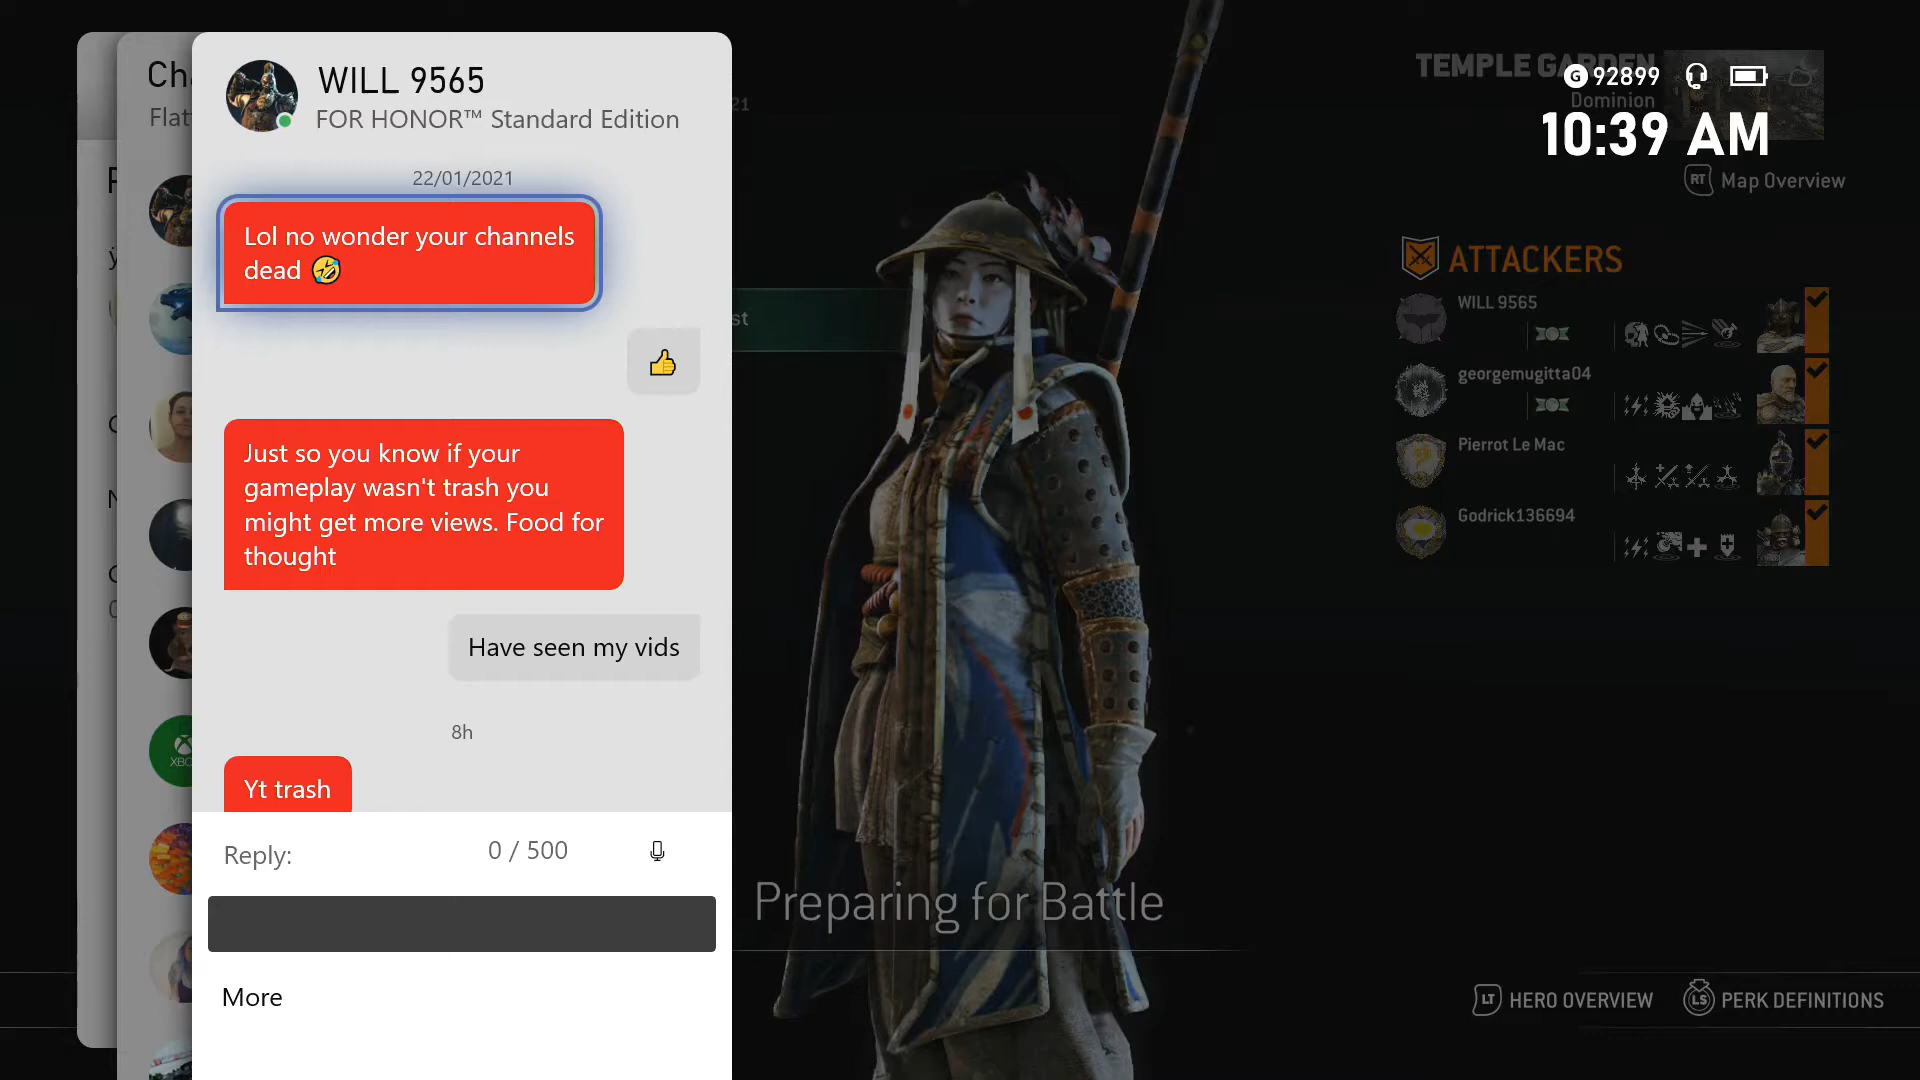 WILL 9565
FOR HONOR™ Standard Edition
22/01/2021
Lol no wonder your channels
dead 🤣
👍
Just so you know if your
gameplay wasn't trash you
might get more views. Food for
thought
Have seen my vids
8h
Yt trash
Reply:
0 / 500
More
TEMPLE GARDEN
G 92899
Dominion
10:39 AM
RT Map Overview
ATTACKERS
WILL 9565
georgemugitta04
Pierrot Le Mac
Godrick136694
Preparing for Battle
LT HERO OVERVIEW
LS PERK DEFINITIONS